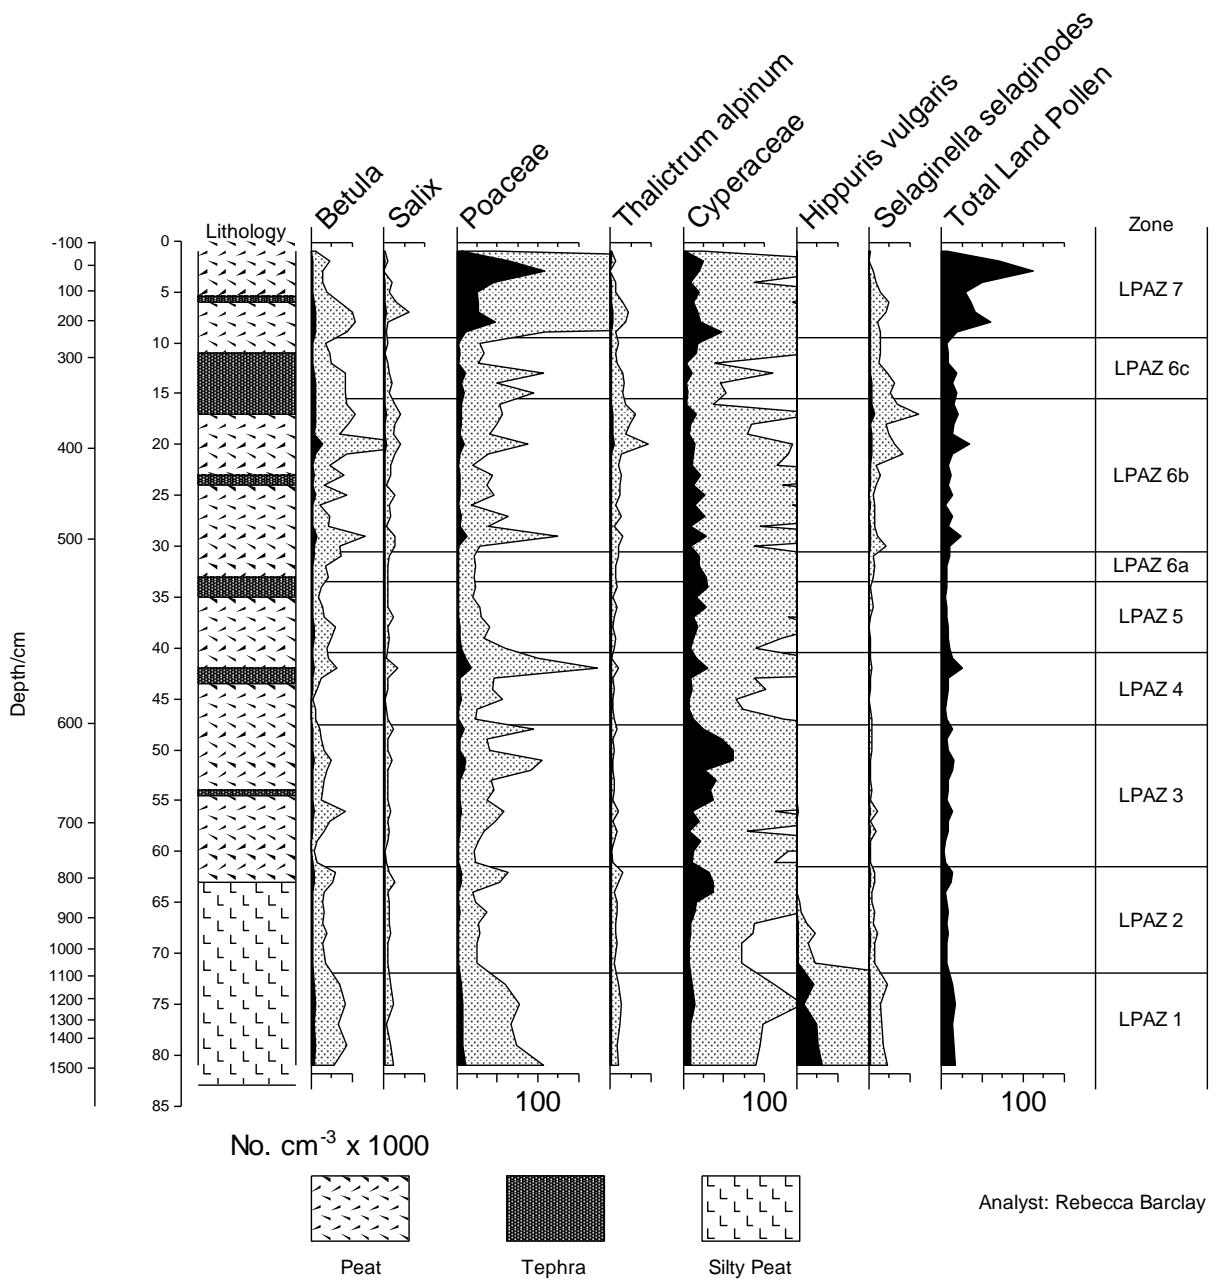 Betula
Salix
Poaceae
Thalictrum alpinum
Cyperaceae
Hippuris vulgaris
Selaginella selaginodes
Total Land Pollen
Lithology
Zone
Depth/cm
-100
0
100
200
300
400
500
600
700
800
900
1000
1100
1200
1300
1400
1500
0
5
10
15
20
25
30
35
40
45
50
55
60
65
70
75
80
85
LPAZ 7
LPAZ 6c
LPAZ 6b
LPAZ 6a
LPAZ 5
LPAZ 4
LPAZ 3
LPAZ 2
LPAZ 1
100 100 100
No. cm-3 x 1000
Peat
Tephra
Silty Peat
Analyst: Rebecca Barclay